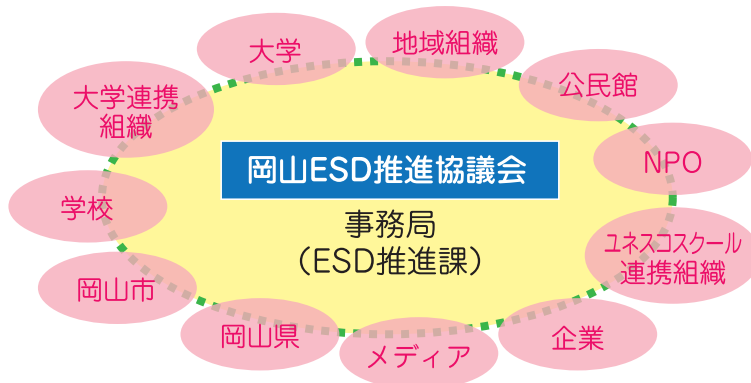 大学
地域組織
大学連携
組織
公民館
NPO
岡山ESD推進協議会
学校
事務局
(ESD推進課)
ユネスコスクール
連携組織
岡山市
岡山県
メディア
企業